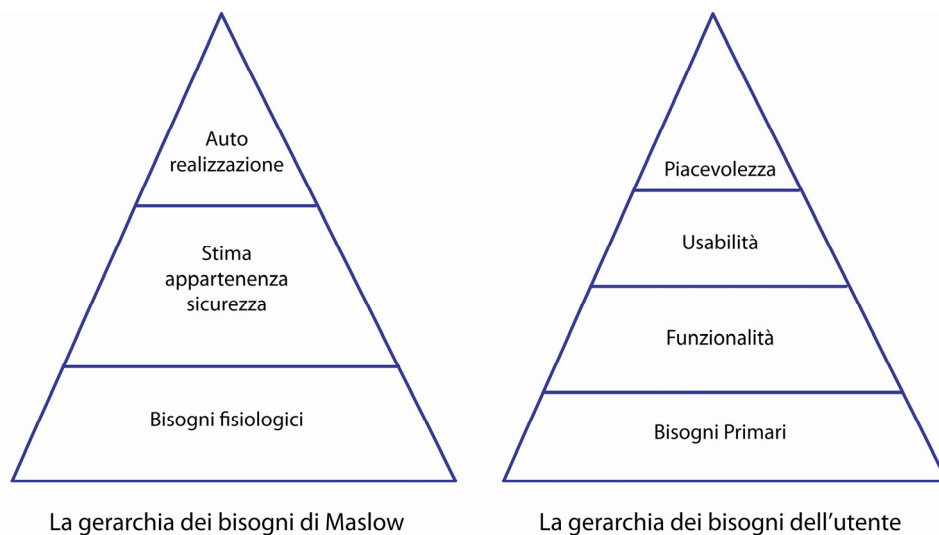 Auto
realizzazione
Stima
appartenenza
sicurezza
Bisogni fisiologici
La gerarchia dei bisogni di Maslow
Piacevolezza
Usabilità
Funzionalità
Bisogni Primari
La gerarchia dei bisogni dell'utente